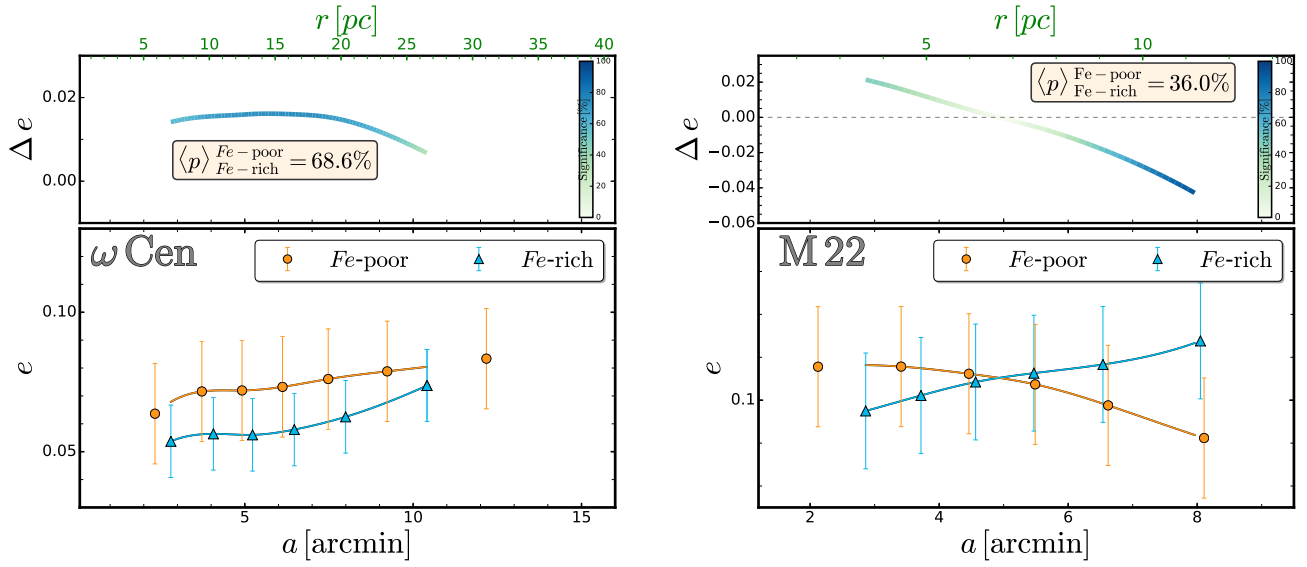 r [pc]
5 10 15 20 25 30 35 40
0.02
0.00
Δ e
⟨p⟩ Fe-poor Fe-rich = 68.6%
Significance [%]
100
80
60
40
20
0
ω Cen
Fe-poor Fe-rich
0.10
0.05
e
5 10 15
a [arcmin]
r [pc]
5 10
0.02
0.00
−0.02
−0.04
−0.06
Δ e
⟨p⟩ Fe-poor Fe-rich = 36.0%
Significance [%]
100
80
60
40
20
0
M 22
Fe-poor Fe-rich
0.1
e
2 4 6 8
a [arcmin]